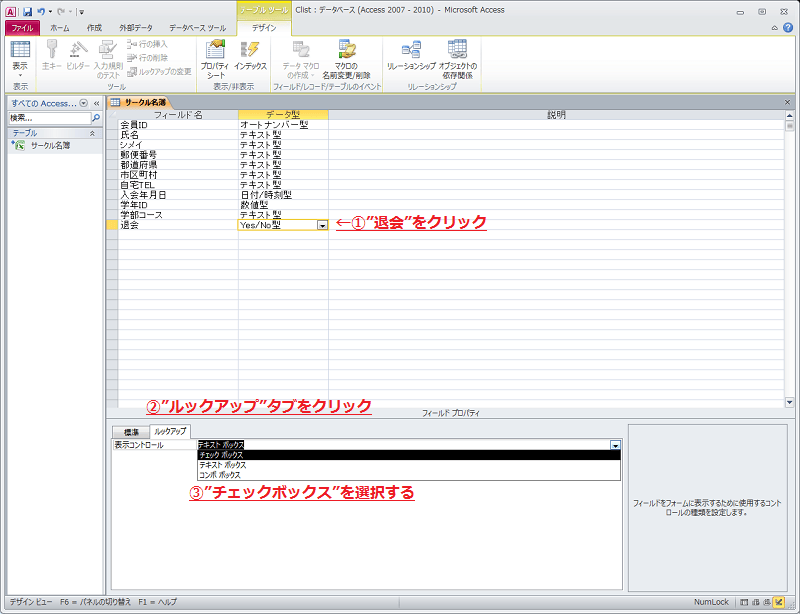 テーブル ツール
Clist : データベース (Access 2007 - 2010) - Microsoft Access
ファイル ホーム 作成 外部データ データベース ツール デザイン
表示
主キー
ビルダー
入力規則のテスト
行の挿入
行の削除
ルックアップの変更
プロパティシート
インデックス
データ マクロの作成
マクロの名前変更/削除
リレーションシップ
オブジェクトの依存関係
表示 ツール 表示/非表示 フィールド/レコード/テーブルのイベント リレーションシップ
すべての Access... «
検索...
テーブル
サークル名簿
サークル名簿
フィールド名 データ型 説明
会員ID オートナンバー型
氏名 テキスト型
シメイ テキスト型
郵便番号 テキスト型
都道府県 テキスト型
市区町村 テキスト型
自宅TEL テキスト型
入会年月日 日付/時刻型
学年ID 数値型
学部コース テキスト型
退会 Yes/No型
←①”退会”をクリック
②”ルックアップ”タブをクリック
フィールド プロパティ
標準 ルックアップ
表示コントロール テキスト ボックス
チェック ボックス
テキスト ボックス
コンボ ボックス
③”チェックボックス”を選択する
フィールドをフォームに表示するために使用するコントロールの種類を設定します。
デザイン ビュー F6 = パネルの切り替え F1 = ヘルプ NumLock